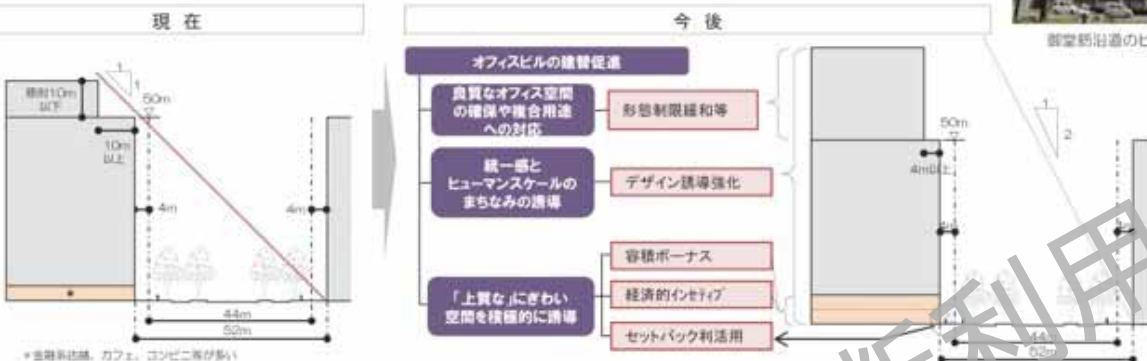 現 在
今 後
御堂筋沿道のビ
1
1
50m
10m
以下
10m
以上
4m
4m
44m
52m
*金融系店舗、カフェ、コンビニ等が多い
オフィスビルの建替促進
良質なオフィス空間
の確保や複合用途
への対応
形態制限緩和等
統一感と
ヒューマンスケールの
まちなみの誘導
デザイン誘導強化
「上質な」にぎわい
空間を積極的に誘導
容積ボーナス
経済的インセティブ
セットバック利活用
50m
1
2
4m以上
44m
52m
新利用